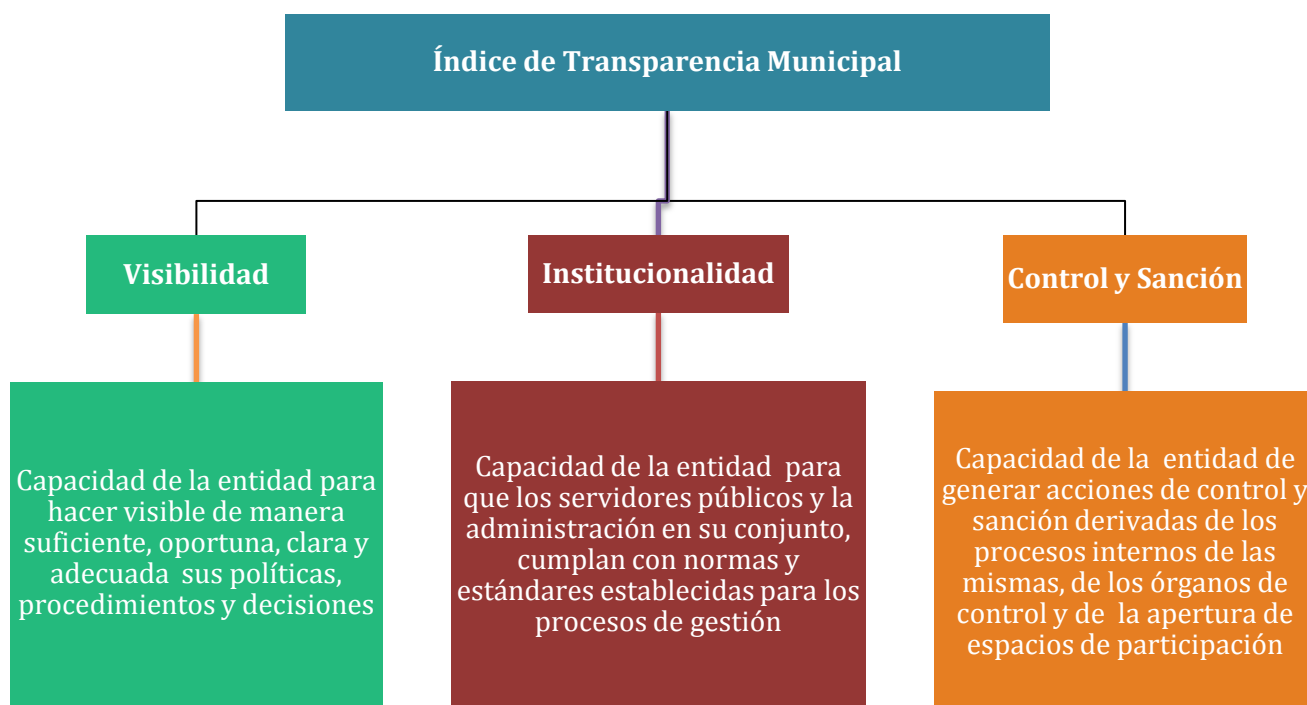 Índice de Transparencia Municipal
Visibilidad
Capacidad de la entidad para
hacer visible de manera
suficiente, oportuna, clara y
adecuada sus políticas,
procedimientos y decisiones
Institucionalidad
Capacidad de la entidad para
que los servidores públicos y la
administración en su conjunto,
cumplan con normas y
estándares establecidas para los
procesos de gestión
Control y Sanción
Capacidad de la entidad de
generar acciones de control y
sanción derivadas de los
procesos internos de las
mismas, de los órganos de
control y de la apertura de
espacios de participación